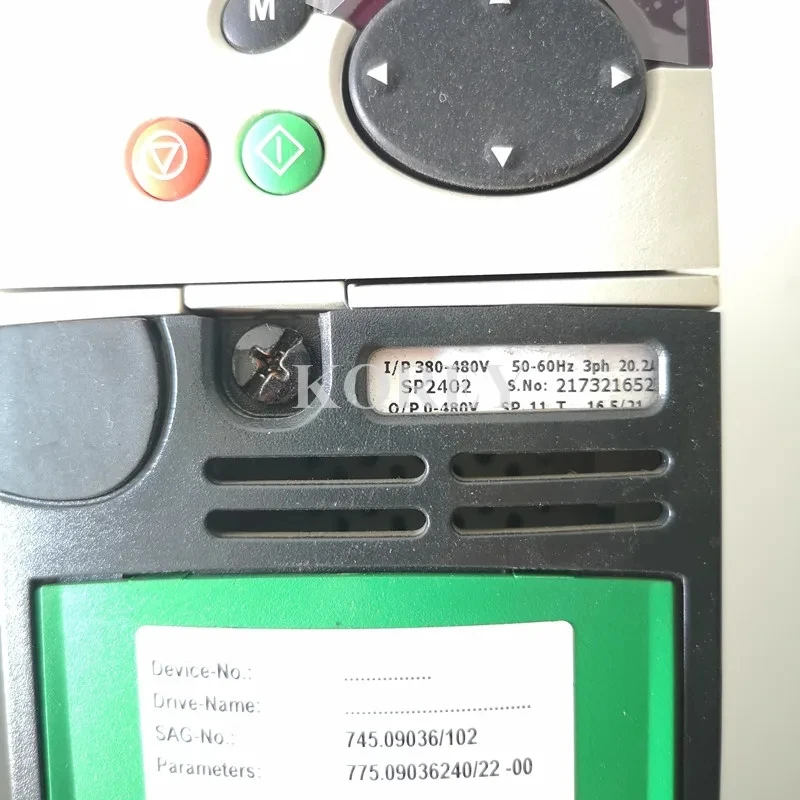 M
I/P 380-480V 50-60Hz 3ph 20.2A
SP2402 S.No: 217321652
O/P 0-480V SP 11 T 16.5/21
KORLY
Device-No.: ................
Drive-Name: ..................................
SAG-No.: 745.09036/102
Parameters: 775.09036240/22 -00